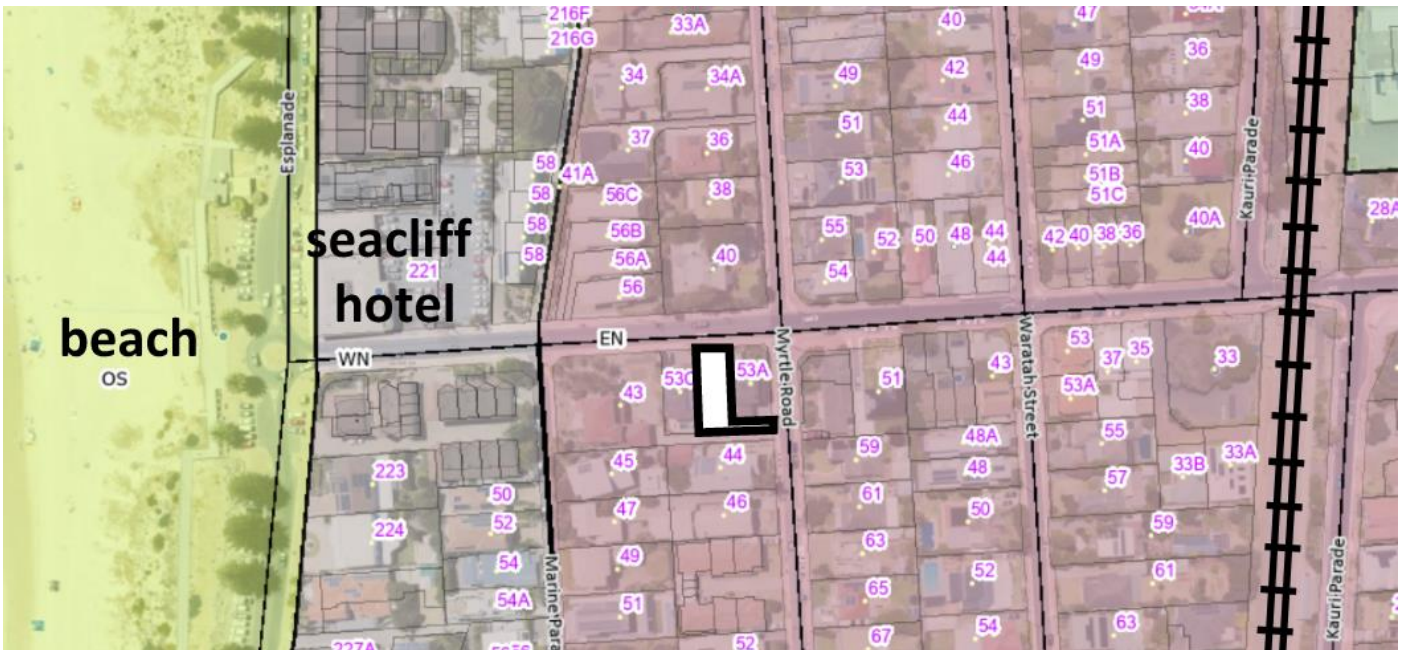 216F
216G
33A
40
47
34
34A
49
42
49
36
51
44
51
38
37
36
51A
40
58
41A
53
46
51B
58
56C
38
51C
58
56B
55
52
50
48
44
42
40
38
36
40A
28A
58
56A
40
54
44
56
Esplanade
seacliff
hotel
221
Kauri Parade
beach
OS
WN
EN
Myrtle Road
Waratah Street
53
37
35
33
43
53A
51
43
53A
45
44
59
48A
55
33B
33A
223
48
57
50
47
46
61
50
52
224
63
59
54
49
52
61
54A
51
65
Marine Para
Kauri Parade
227A
52
67
54
63